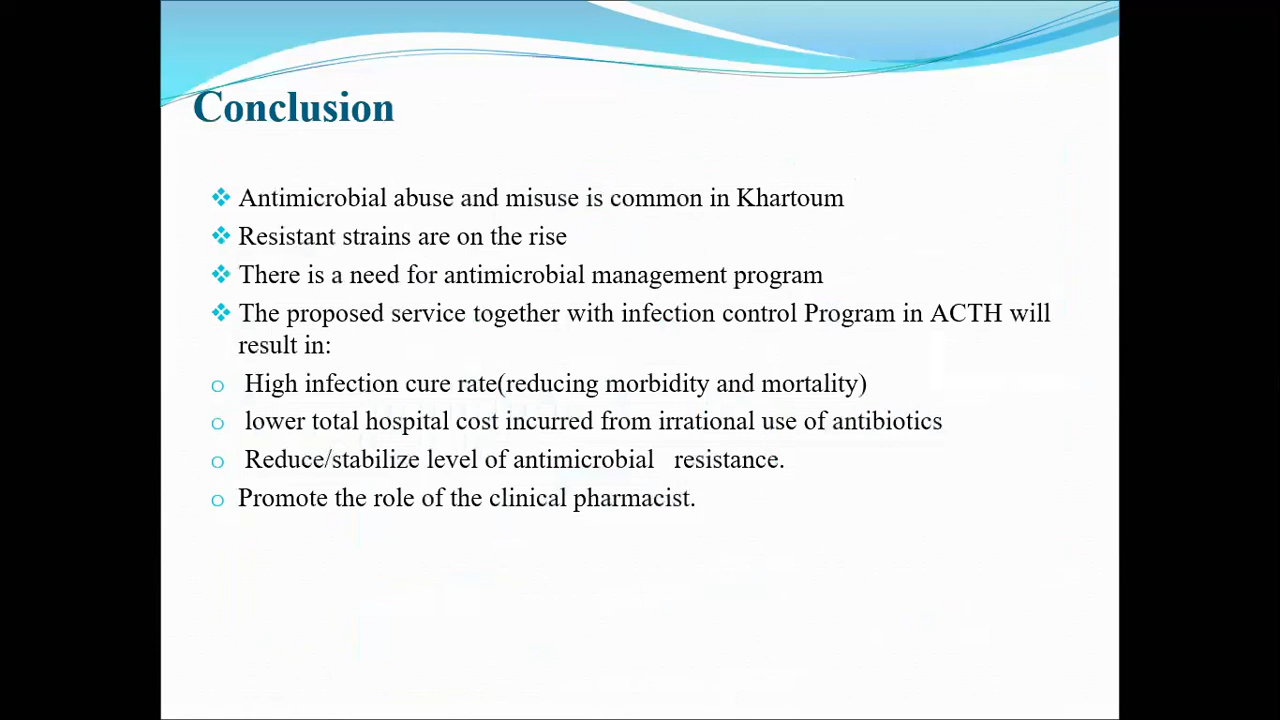 Conclusion
Antimicrobial abuse and misuse is common in Khartoum
Resistant strains are on the rise
There is a need for antimicrobial management program
The proposed service together with infection control Program in ACTH will
result in:
High infection cure rate(reducing morbidity and mortality)
lower total hospital cost incurred from irrational use of antibiotics
Reduce/stabilize level of antimicrobial   resistance.
Promote the role of the clinical pharmacist.